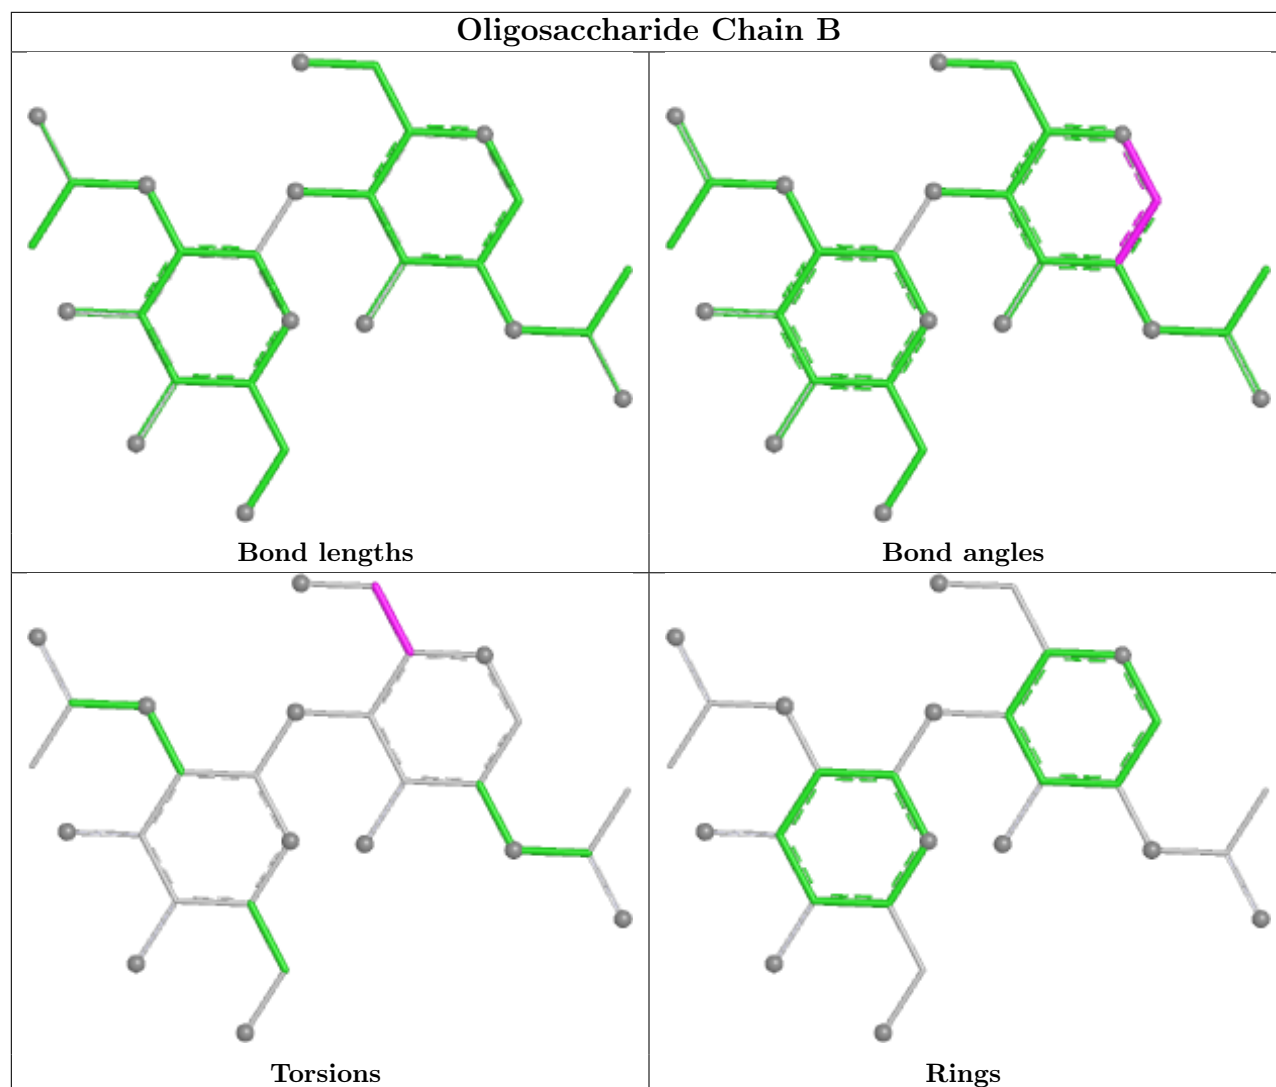 Oligosaccharide Chain B
Bond lengths
Bond angles
Torsions
Rings